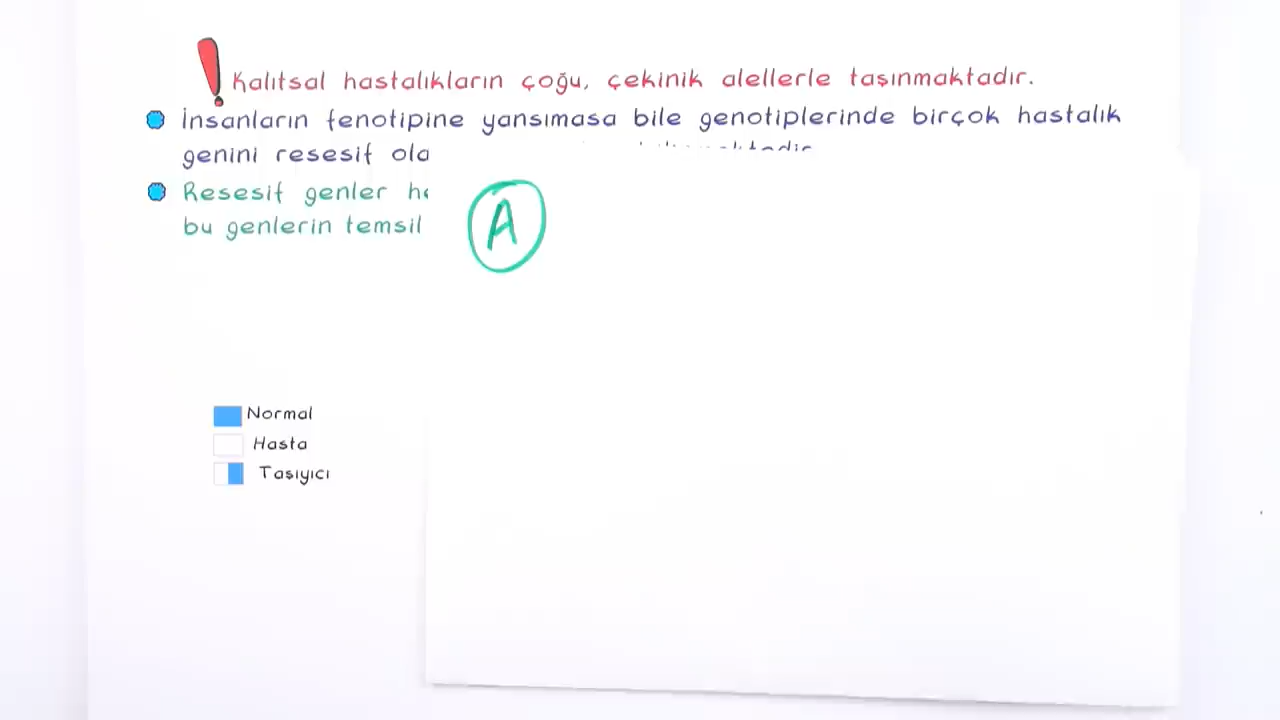 Kalıtsal hastalıkların çoğu, çekinik alellerle taşınmaktadır.
İnsanların fenotipine yansımasa bile genotiplerinde birçok hastalık
genini resesif
Resesif genler
bu genlerin temsil
A
Normal
Hasta
Taşıyıcı